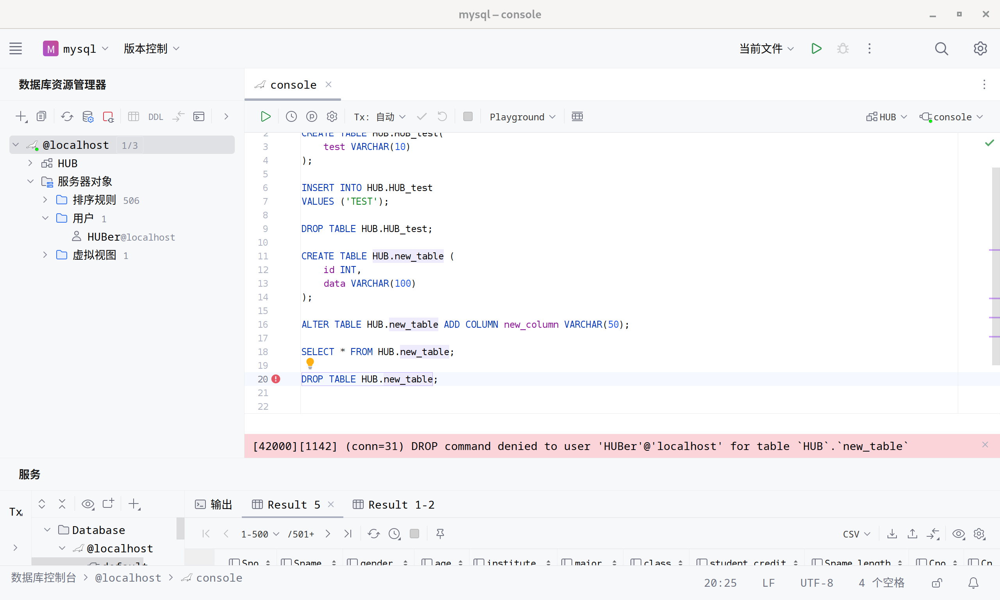 mysql – console
M mysql 版本控制 当前文件
数据库资源管理器
console
DDL
Tx: 自动 Playground HUB console
@localhost 1/3
HUB
服务器对象
排序规则 506
用户 1
HUBer@localhost
虚拟视图 1
2 CREATE TABLE HUB.HUB_test(
3 test VARCHAR(10)
4 );
5
6 INSERT INTO HUB.HUB_test
7 VALUES ('TEST');
8
9 DROP TABLE HUB.HUB_test;
10
11 CREATE TABLE HUB.new_table (
12 id INT,
13 data VARCHAR(100)
14 );
15
16 ALTER TABLE HUB.new_table ADD COLUMN new_column VARCHAR(50);
17
18 SELECT * FROM HUB.new_table;
19
20 DROP TABLE HUB.new_table;
21
22
[42000][1142] (conn=31) DROP command denied to user 'HUBer'@'localhost' for table `HUB`.`new_table`
服务
Tx
输出 Result 5 Result 1-2
Database
@localhost
default
1-500 /501+ CSV
Sno Sname gender age institute major class student_credit Sname_length Cno Cn
数据库控制台 > @localhost > console
20:25 LF UTF-8 4 个空格